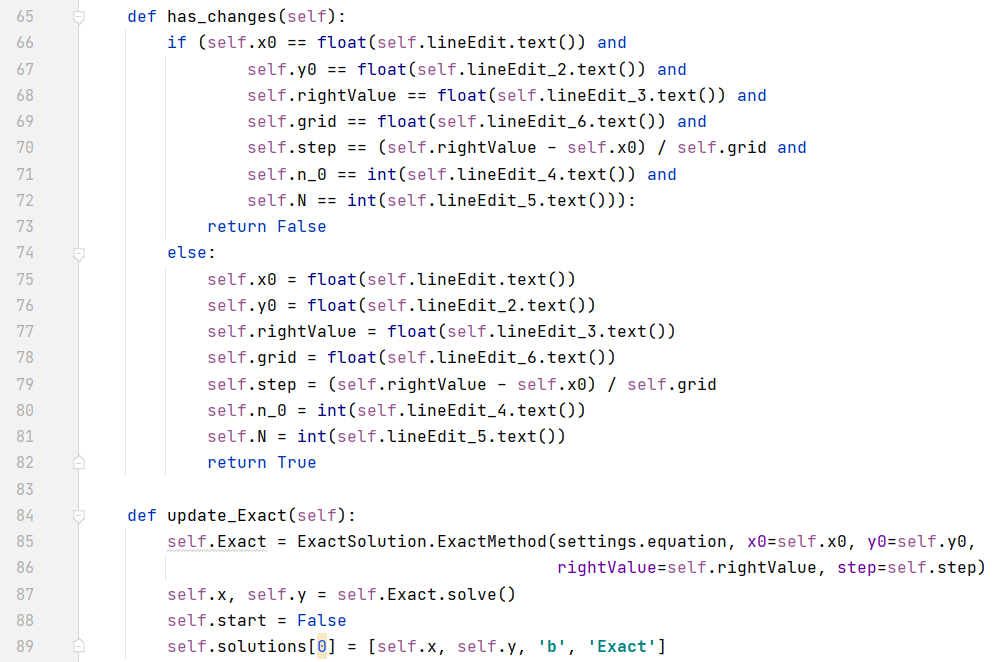 65     def has_changes(self):
66         if (self.x0 == float(self.lineEdit.text()) and
67                 self.y0 == float(self.lineEdit_2.text()) and
68                 self.rightValue == float(self.lineEdit_3.text()) and
69                 self.grid == float(self.lineEdit_6.text()) and
70                 self.step == (self.rightValue - self.x0) / self.grid and
71                 self.n_0 == int(self.lineEdit_4.text()) and
72                 self.N == int(self.lineEdit_5.text())):
73             return False
74         else:
75             self.x0 = float(self.lineEdit.text())
76             self.y0 = float(self.lineEdit_2.text())
77             self.rightValue = float(self.lineEdit_3.text())
78             self.grid = float(self.lineEdit_6.text())
79             self.step = (self.rightValue - self.x0) / self.grid
80             self.n_0 = int(self.lineEdit_4.text())
81             self.N = int(self.lineEdit_5.text())
82             return True
83
84     def update_Exact(self):
85         self.Exact = ExactSolution.ExactMethod(settings.equation, x0=self.x0, y0=self.y0,
86                                                rightValue=self.rightValue, step=self.step)
87         self.x, self.y = self.Exact.solve()
88         self.start = False
89         self.solutions[0] = [self.x, self.y, 'b', 'Exact']